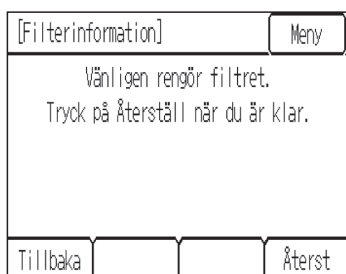 [Filterinformation] Meny
Vänligen rengör filtret.
Tryck på Återställ när du är klar.
Tillbaka Återst